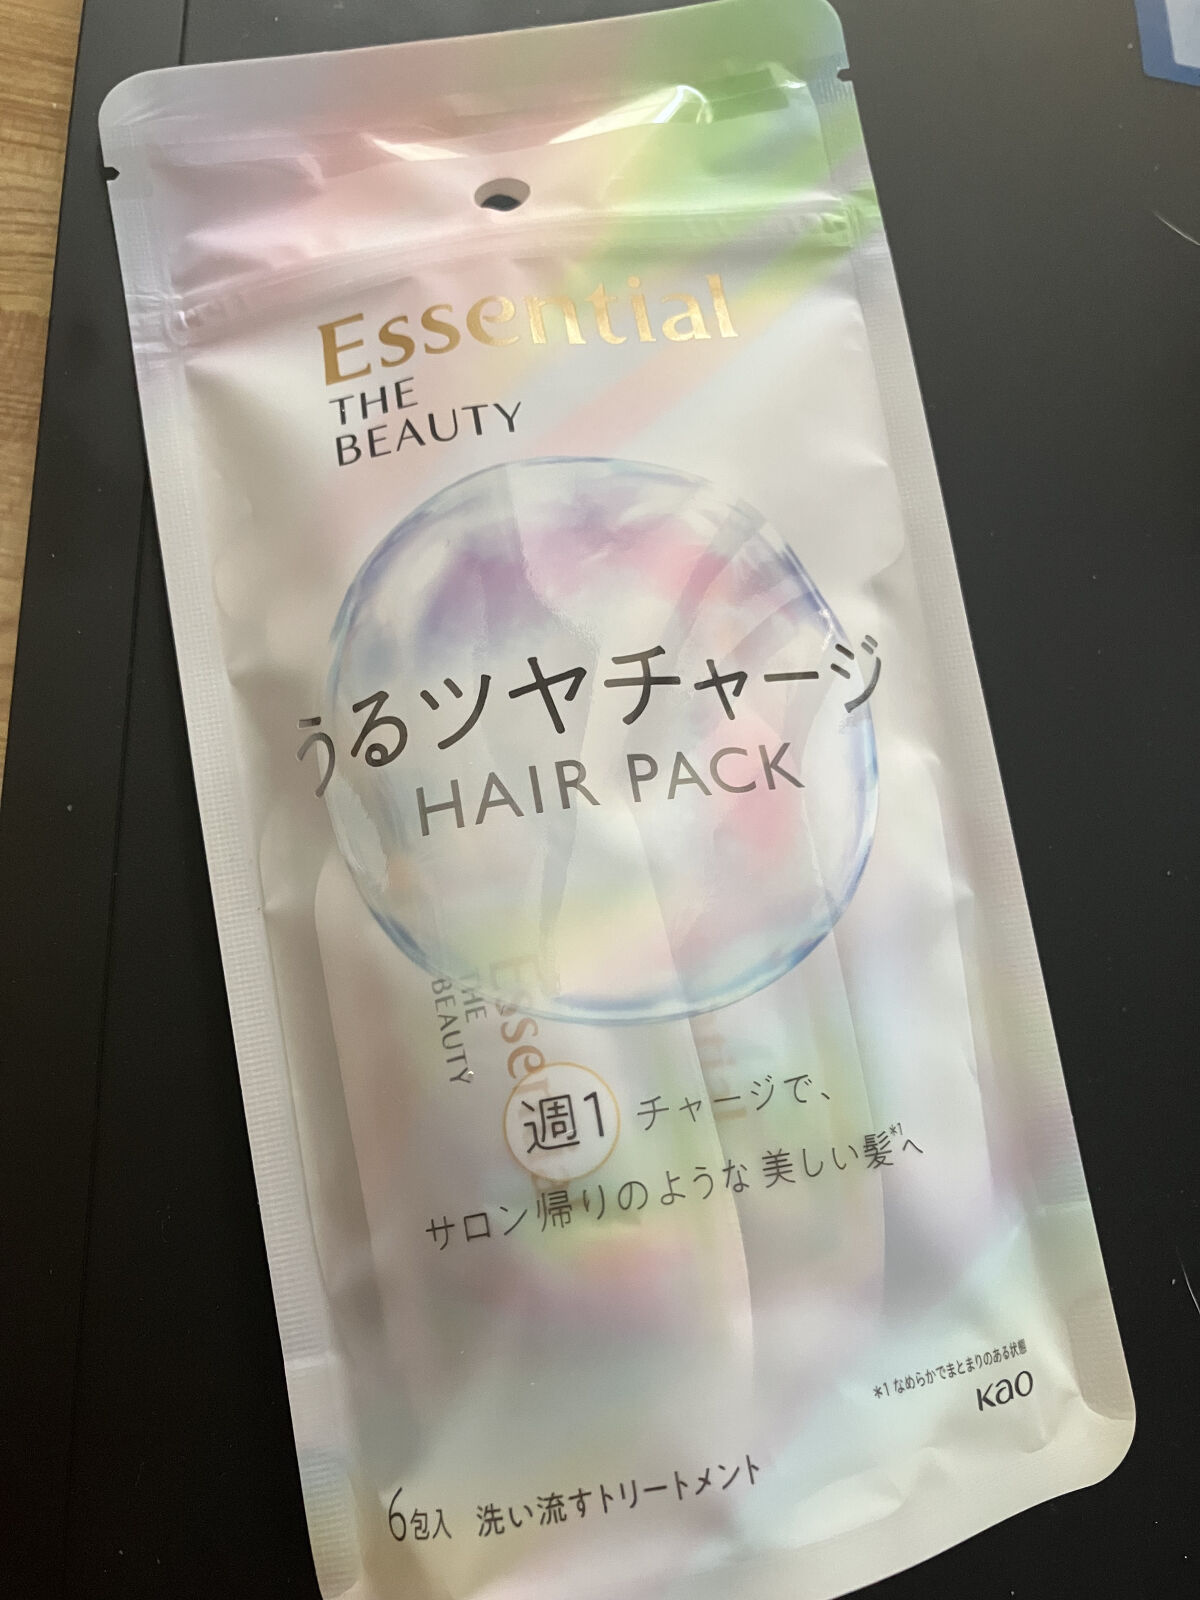 Essential
THE
BEAUTY
うるツヤチャージ
HAIR PACK
Essential
THE
BEAUTY
週1 チャージで、
サロン帰りのような 美しい髪*1へ
*1 なめらかでまとまりのある状態
Kao
6包入 洗い流すトリートメント